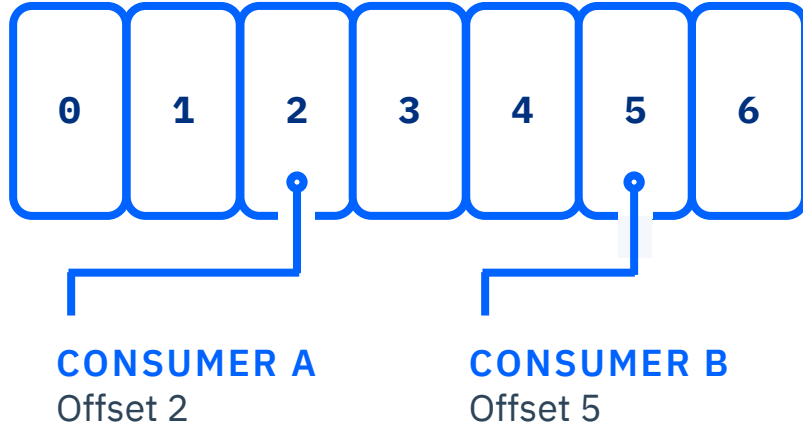 0 1 2 3 4 5 6
CONSUMER A
Offset 2
CONSUMER B
Offset 5